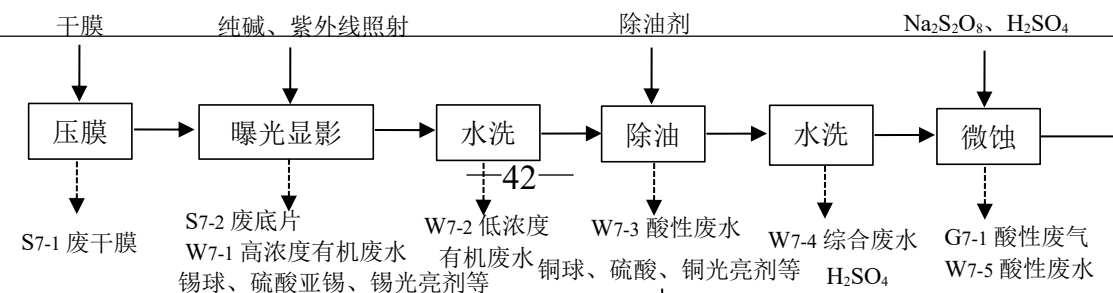 干膜 纯碱、紫外线照射 除油剂 Na₂S₂O₈、H₂SO₄
压膜 曝光显影 水洗 除油 水洗 微蚀
—42—
S7-1 废干膜
S7-2 废底片
W7-1 高浓度有机废水
W7-2 低浓度
有机废水
W7-3 酸性废水
W7-4 综合废水
G7-1 酸性废气
W7-5 酸性废水
锡球、硫酸亚锡、锡光亮剂等 铜球、硫酸、铜光亮剂等 H₂SO₄